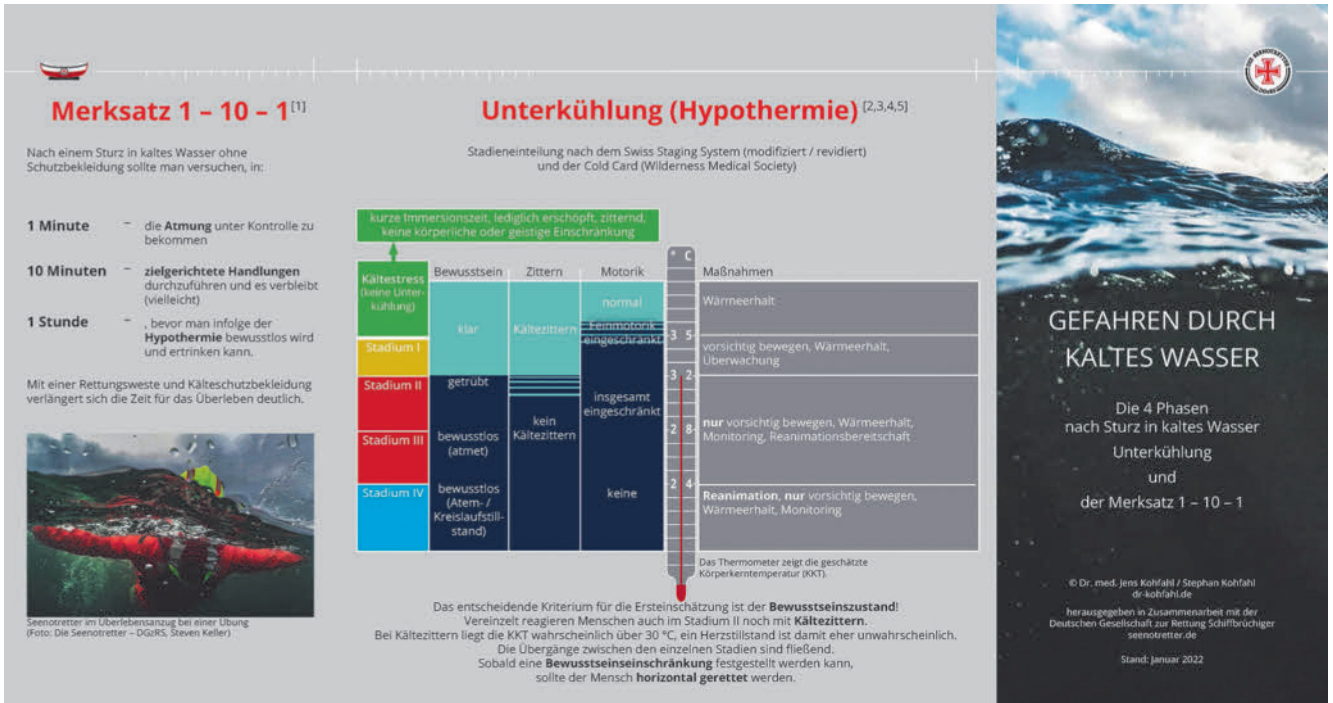 Merksatz 1 – 10 – 1[1]
Nach einem Sturz in kaltes Wasser ohne
Schutzbekleidung sollte man versuchen, in:
1 Minute – die Atmung unter Kontrolle zu
bekommen
10 Minuten – zielgerichtete Handlungen
durchzuführen und es verbleibt
(vielleicht)
1 Stunde – , bevor man infolge der
Hypothermie bewusstlos wird
und ertrinken kann.
Mit einer Rettungsweste und Kälteschutzbekleidung
verlängert sich die Zeit für das Überleben deutlich.
Seenotretter im Überlebensanzug bei einer Übung
(Foto: Die Seenotretter – DGzRS, Steven Keller)
Unterkühlung (Hypothermie) [2,3,4,5]
Stadieneinteilung nach dem Swiss Staging System (modifiziert / revidiert)
und der Cold Card (Wilderness Medical Society)
kurze Immersionszeit, lediglich erschöpft, zitternd,
keine körperliche oder geistige Einschränkung
Kältestress
(keine Unter-
kühlung)
Stadium I
Stadium II
Stadium III
Stadium IV
Bewusstsein
klar
getrübt
bewusstlos
(atmet)
bewusstlos
(Atem- /
Kreislaufstill-
stand)
Zittern
Kältezittern
kein
Kältezittern
Motorik
normal
Feinmotorik
eingeschränkt
insgesamt
eingeschränkt
keine
° C
3 5
3 2
2 8
2 4
Maßnahmen
Wärmeerhalt
vorsichtig bewegen, Wärmeerhalt,
Überwachung
nur vorsichtig bewegen, Wärmeerhalt,
Monitoring, Reanimationsbereitschaft
Reanimation, nur vorsichtig bewegen,
Wärmeerhalt, Monitoring
Das Thermometer zeigt die geschätzte
Körperkerntemperatur (KKT).
Das entscheidende Kriterium für die Ersteinschätzung ist der Bewusstseinszustand!
Vereinzelt reagieren Menschen auch im Stadium II noch mit Kältezittern.
Bei Kältezittern liegt die KKT wahrscheinlich über 30 °C, ein Herzstillstand ist damit eher unwahrscheinlich.
Die Übergänge zwischen den einzelnen Stadien sind fließend.
Sobald eine Bewusstseinseinschränkung festgestellt werden kann,
sollte der Mensch horizontal gerettet werden.
DIE SEENOTRETTER
DGzRS
GEFAHREN DURCH
KALTES WASSER
Die 4 Phasen
nach Sturz in kaltes Wasser
Unterkühlung
und
der Merksatz 1 – 10 – 1
© Dr. med. Jens Kohfahl / Stephan Kohfahl
dr-kohfahl.de
herausgegeben in Zusammenarbeit mit der
Deutschen Gesellschaft zur Rettung Schiffbrüchiger
seenotretter.de
Stand: Januar 2022